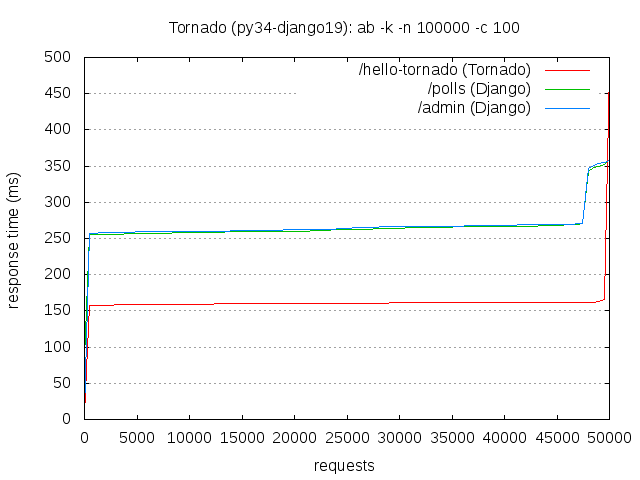 Tornado (py34-django19): ab -k -n 100000 -c 100
500
450
400
350
300
250
200
150
100
50
0
response time (ms)
/hello-tornado (Tornado)
/polls (Django)
/admin (Django)
0 5000 10000 15000 20000 25000 30000 35000 40000 45000 50000
requests